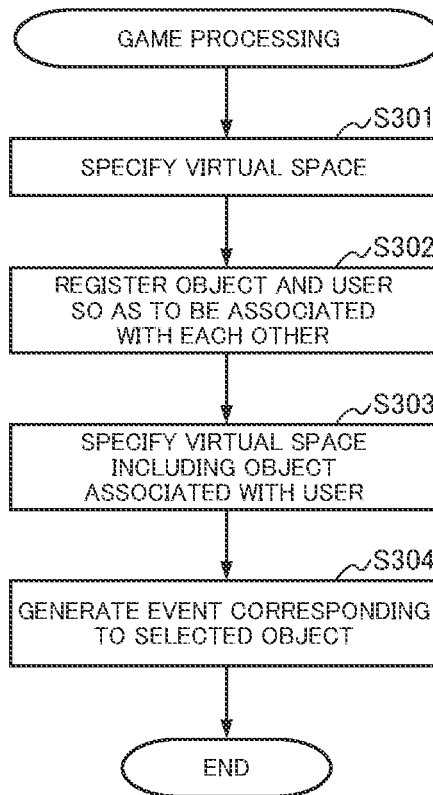 GAME PROCESSING
S301
SPECIFY VIRTUAL SPACE
S302
REGISTER OBJECT AND USER
SO AS TO BE ASSOCIATED
WITH EACH OTHER
S303
SPECIFY VIRTUAL SPACE
INCLUDING OBJECT
ASSOCIATED WITH USER
S304
GENERATE EVENT CORRESPONDING
TO SELECTED OBJECT
END